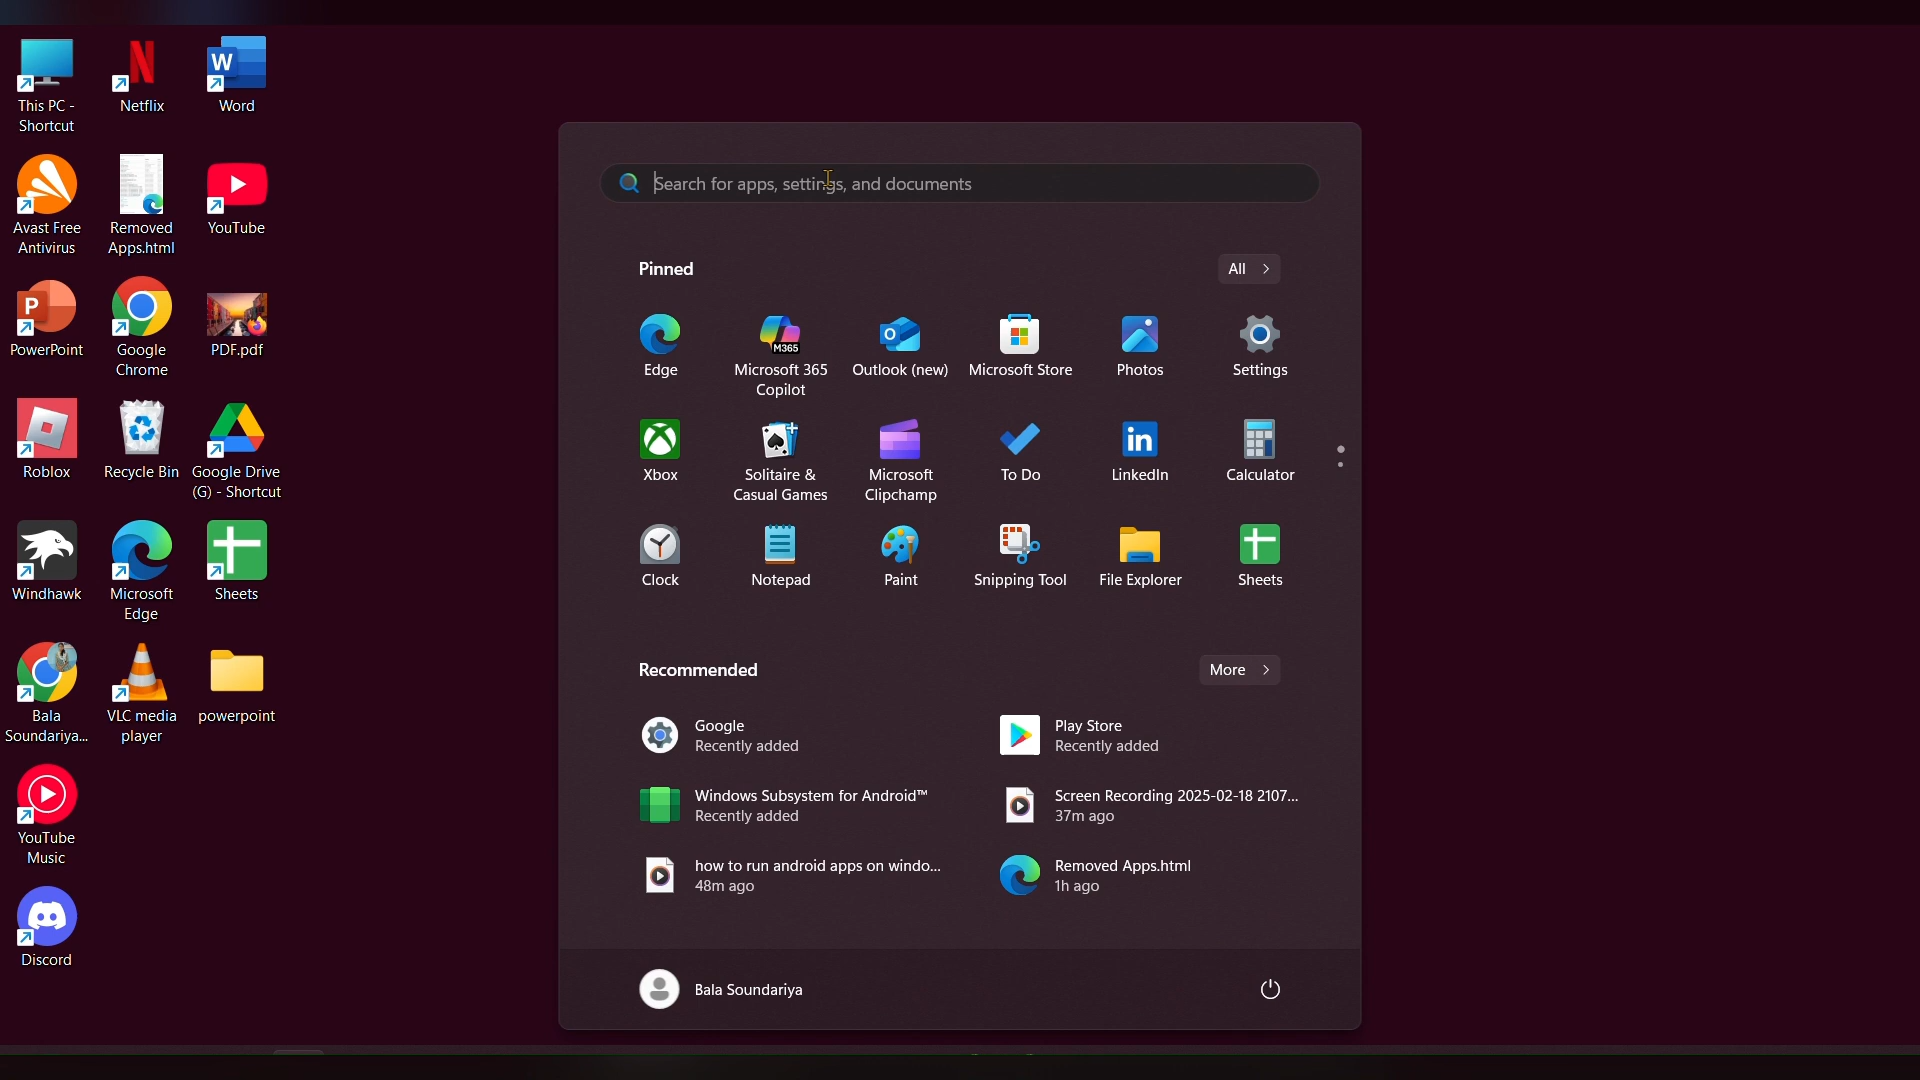 This PC -
Shortcut
Netflix
W
Word
Avast Free
Antivirus
Removed
Apps.html
YouTube
P
PowerPoint
Google
Chrome
PDF.pdf
Roblox
Recycle Bin
Google Drive
(G) - Shortcut
Windhawk
Microsoft
Edge
Sheets
Bala
Soundariya...
VLC media
player
powerpoint
YouTube
Music
Discord
Search for apps, settings, and documents
Pinned
All
Edge
M365
Microsoft 365
Copilot
O
Outlook (new)
Microsoft Store
Photos
Settings
Xbox
Solitaire &
Casual Games
Microsoft
Clipchamp
To Do
in
LinkedIn
Calculator
Clock
Notepad
Paint
Snipping Tool
File Explorer
Sheets
Recommended
More
Google
Recently added
Play Store
Recently added
Windows Subsystem for Android™
Recently added
Screen Recording 2025-02-18 2107...
37m ago
how to run android apps on windo...
48m ago
Removed Apps.html
1h ago
Bala Soundariya